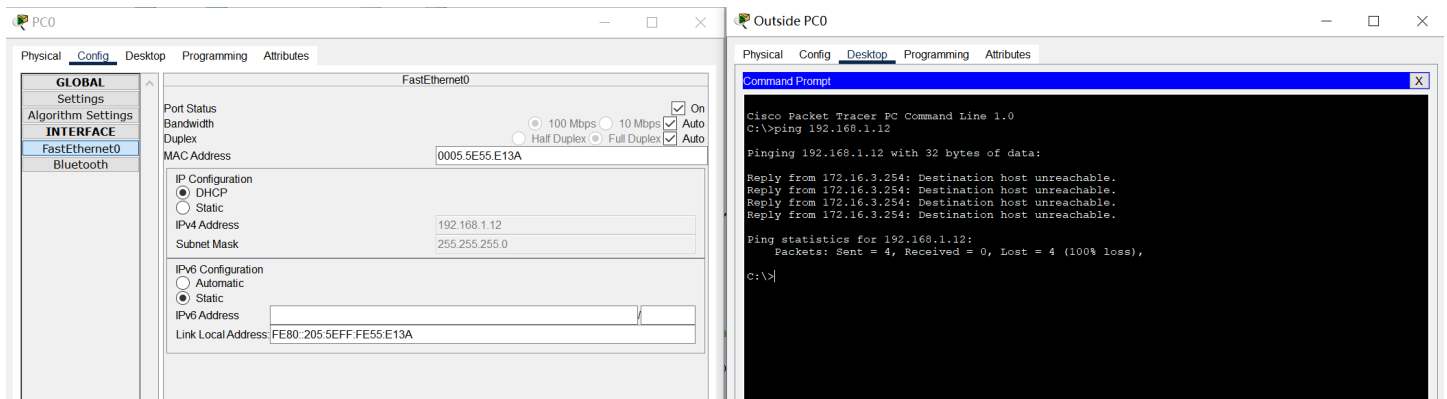 PC0
Physical Config Desktop Programming Attributes
GLOBAL
Settings
Algorithm Settings
INTERFACE
FastEthernet0
Bluetooth
FastEthernet0
Port Status On
Bandwidth 100 Mbps 10 Mbps Auto
Duplex Half Duplex Full Duplex Auto
MAC Address 0005.5E55.E13A
IP Configuration
DHCP
Static
IPv4 Address 192.168.1.12
Subnet Mask 255.255.255.0
IPv6 Configuration
Automatic
Static
IPv6 Address /
Link Local Address: FE80::205:5EFF:FE55:E13A
Outside PC0
Physical Config Desktop Programming Attributes
Command Prompt X
Cisco Packet Tracer PC Command Line 1.0
C:\>ping 192.168.1.12
Pinging 192.168.1.12 with 32 bytes of data:
Reply from 172.16.3.254: Destination host unreachable.
Reply from 172.16.3.254: Destination host unreachable.
Reply from 172.16.3.254: Destination host unreachable.
Reply from 172.16.3.254: Destination host unreachable.
Ping statistics for 192.168.1.12:
Packets: Sent = 4, Received = 0, Lost = 4 (100% loss),
C:\>